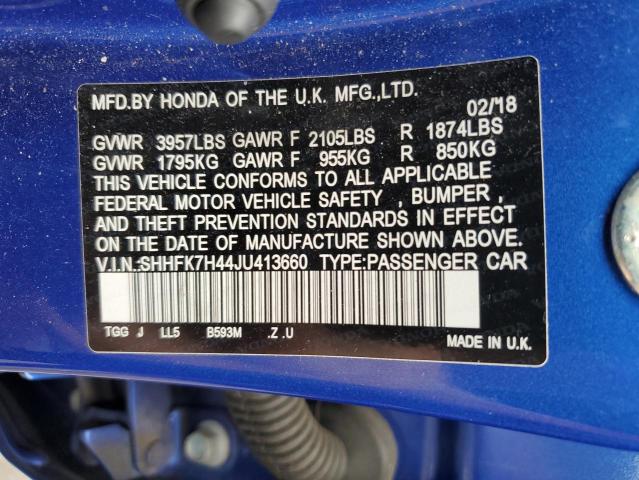 MFD.BY HONDA OF THE U.K. MFG.,LTD.
02/18
GVWR 3957LBS GAWR F 2105LBS R 1874LBS
GVWR 1795KG GAWR F 955KG R 850KG
THIS VEHICLE CONFORMS TO ALL APPLICABLE
FEDERAL MOTOR VEHICLE SAFETY , BUMPER ,
AND THEFT PREVENTION STANDARDS IN EFFECT
ON THE DATE OF MANUFACTURE SHOWN ABOVE.
V.I.N.:SHHFK7H44JU413660 TYPE:PASSENGER CAR
TGG J LL5 B593M .Z .U
MADE IN U.K.